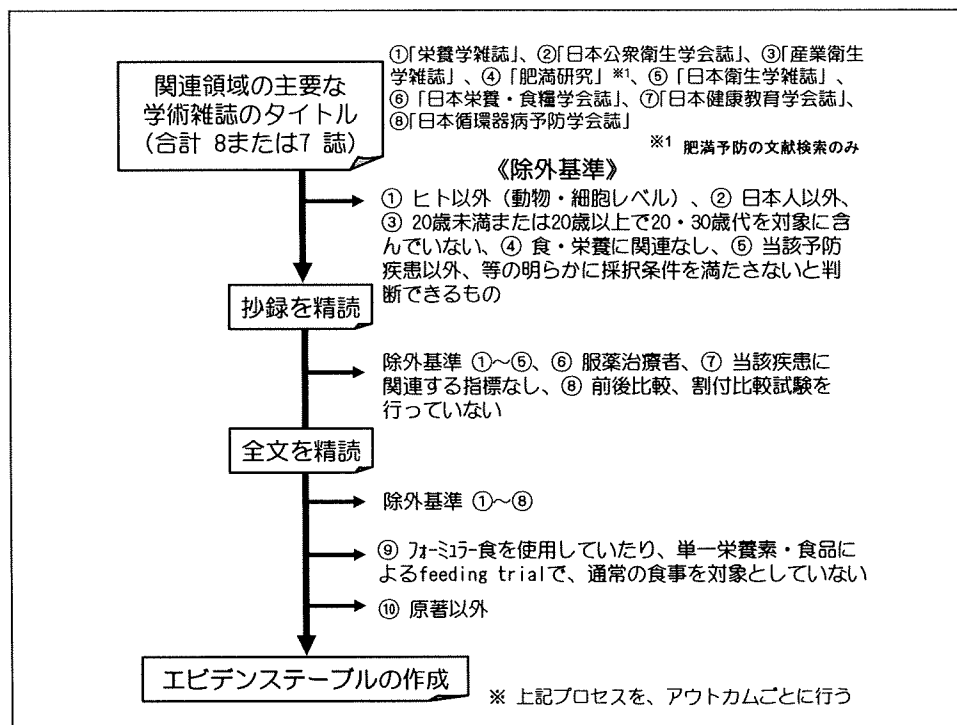 関連領域の主要な
学術雑誌のタイトル
(合計 8または7 誌)
①「栄養学雑誌」、②「日本公衆衛生学会誌」、③「産業衛生
学雑誌」、④ 「肥満研究」※1、⑤ 「日本衛生学雑誌」、
⑥ 「日本栄養・食糧学会誌」、⑦「日本健康教育学会誌」、
⑧「日本循環器病予防学会誌」
※1 肥満予防の文献検索のみ
《除外基準》
① ヒト以外(動物・細胞レベル)、② 日本人以外、
③ 20歳未満または20歳以上で20・30歳代を対象に含
んでいない、④ 食・栄養に関連なし、⑤ 当該予防
疾患以外、等の明らかに採択条件を満たさないと判
断できるもの
抄録を精読
除外基準 ①〜⑤、⑥ 服薬治療者、⑦ 当該疾患に
関連する指標なし、⑧ 前後比較、割付比較試験を
行っていない
全文を精読
除外基準 ①〜⑧
⑨ フォーミュラー食を使用していたり、単一栄養素・食品に
よるfeeding trialで、通常の食事を対象としていない
⑩ 原著以外
エビデンステーブルの作成
※ 上記プロセスを、アウトカムごとに行う